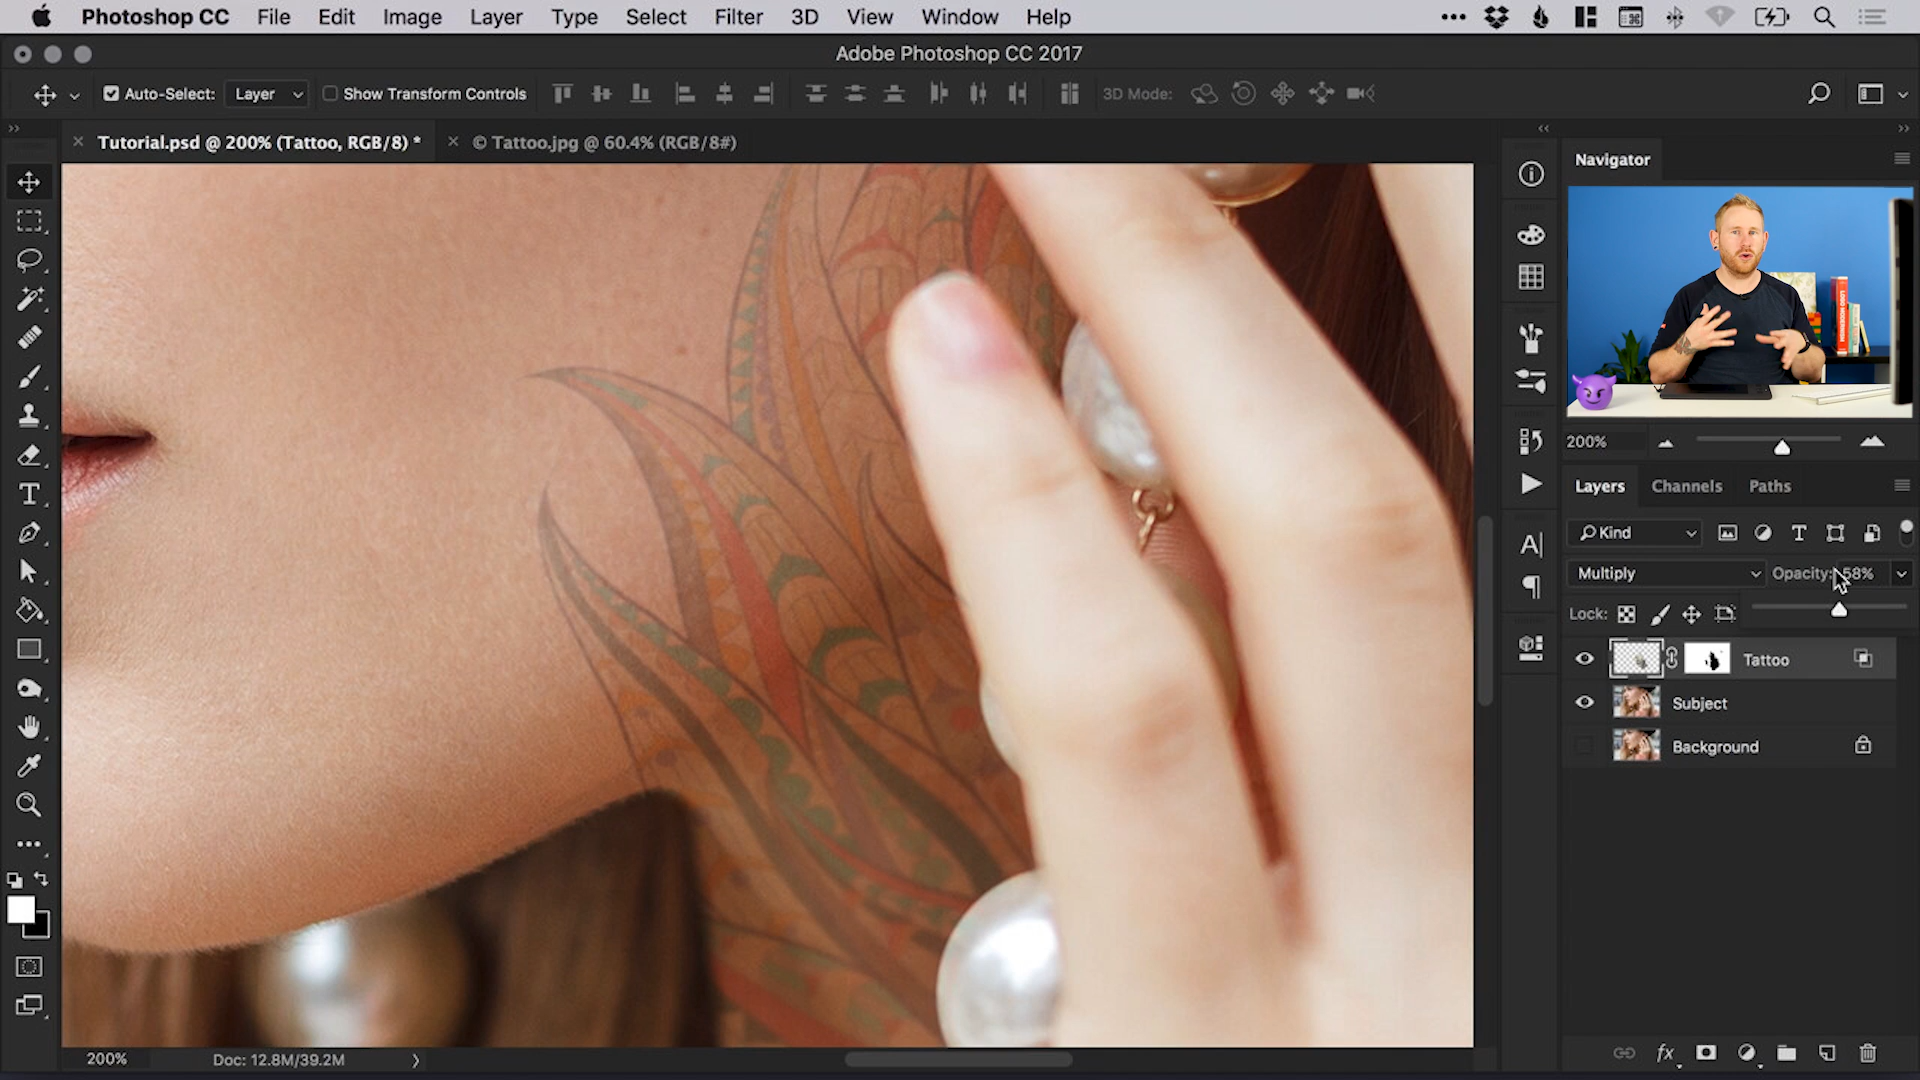 Photoshop CC File Edit Image Layer Type Select Filter 3D View Window Help
Adobe Photoshop CC 2017
Auto-Select: Layer Show Transform Controls 3D Mode:
Tutorial.psd @ 200% (Tattoo, RGB/8) * © Tattoo.jpg @ 60.4% (RGB/8#)
Navigator
200%
Layers Channels Paths
Kind
Multiply Opacity: 58%
Lock:
Tattoo
Subject
Background
200% Doc: 12.8M/39.2M